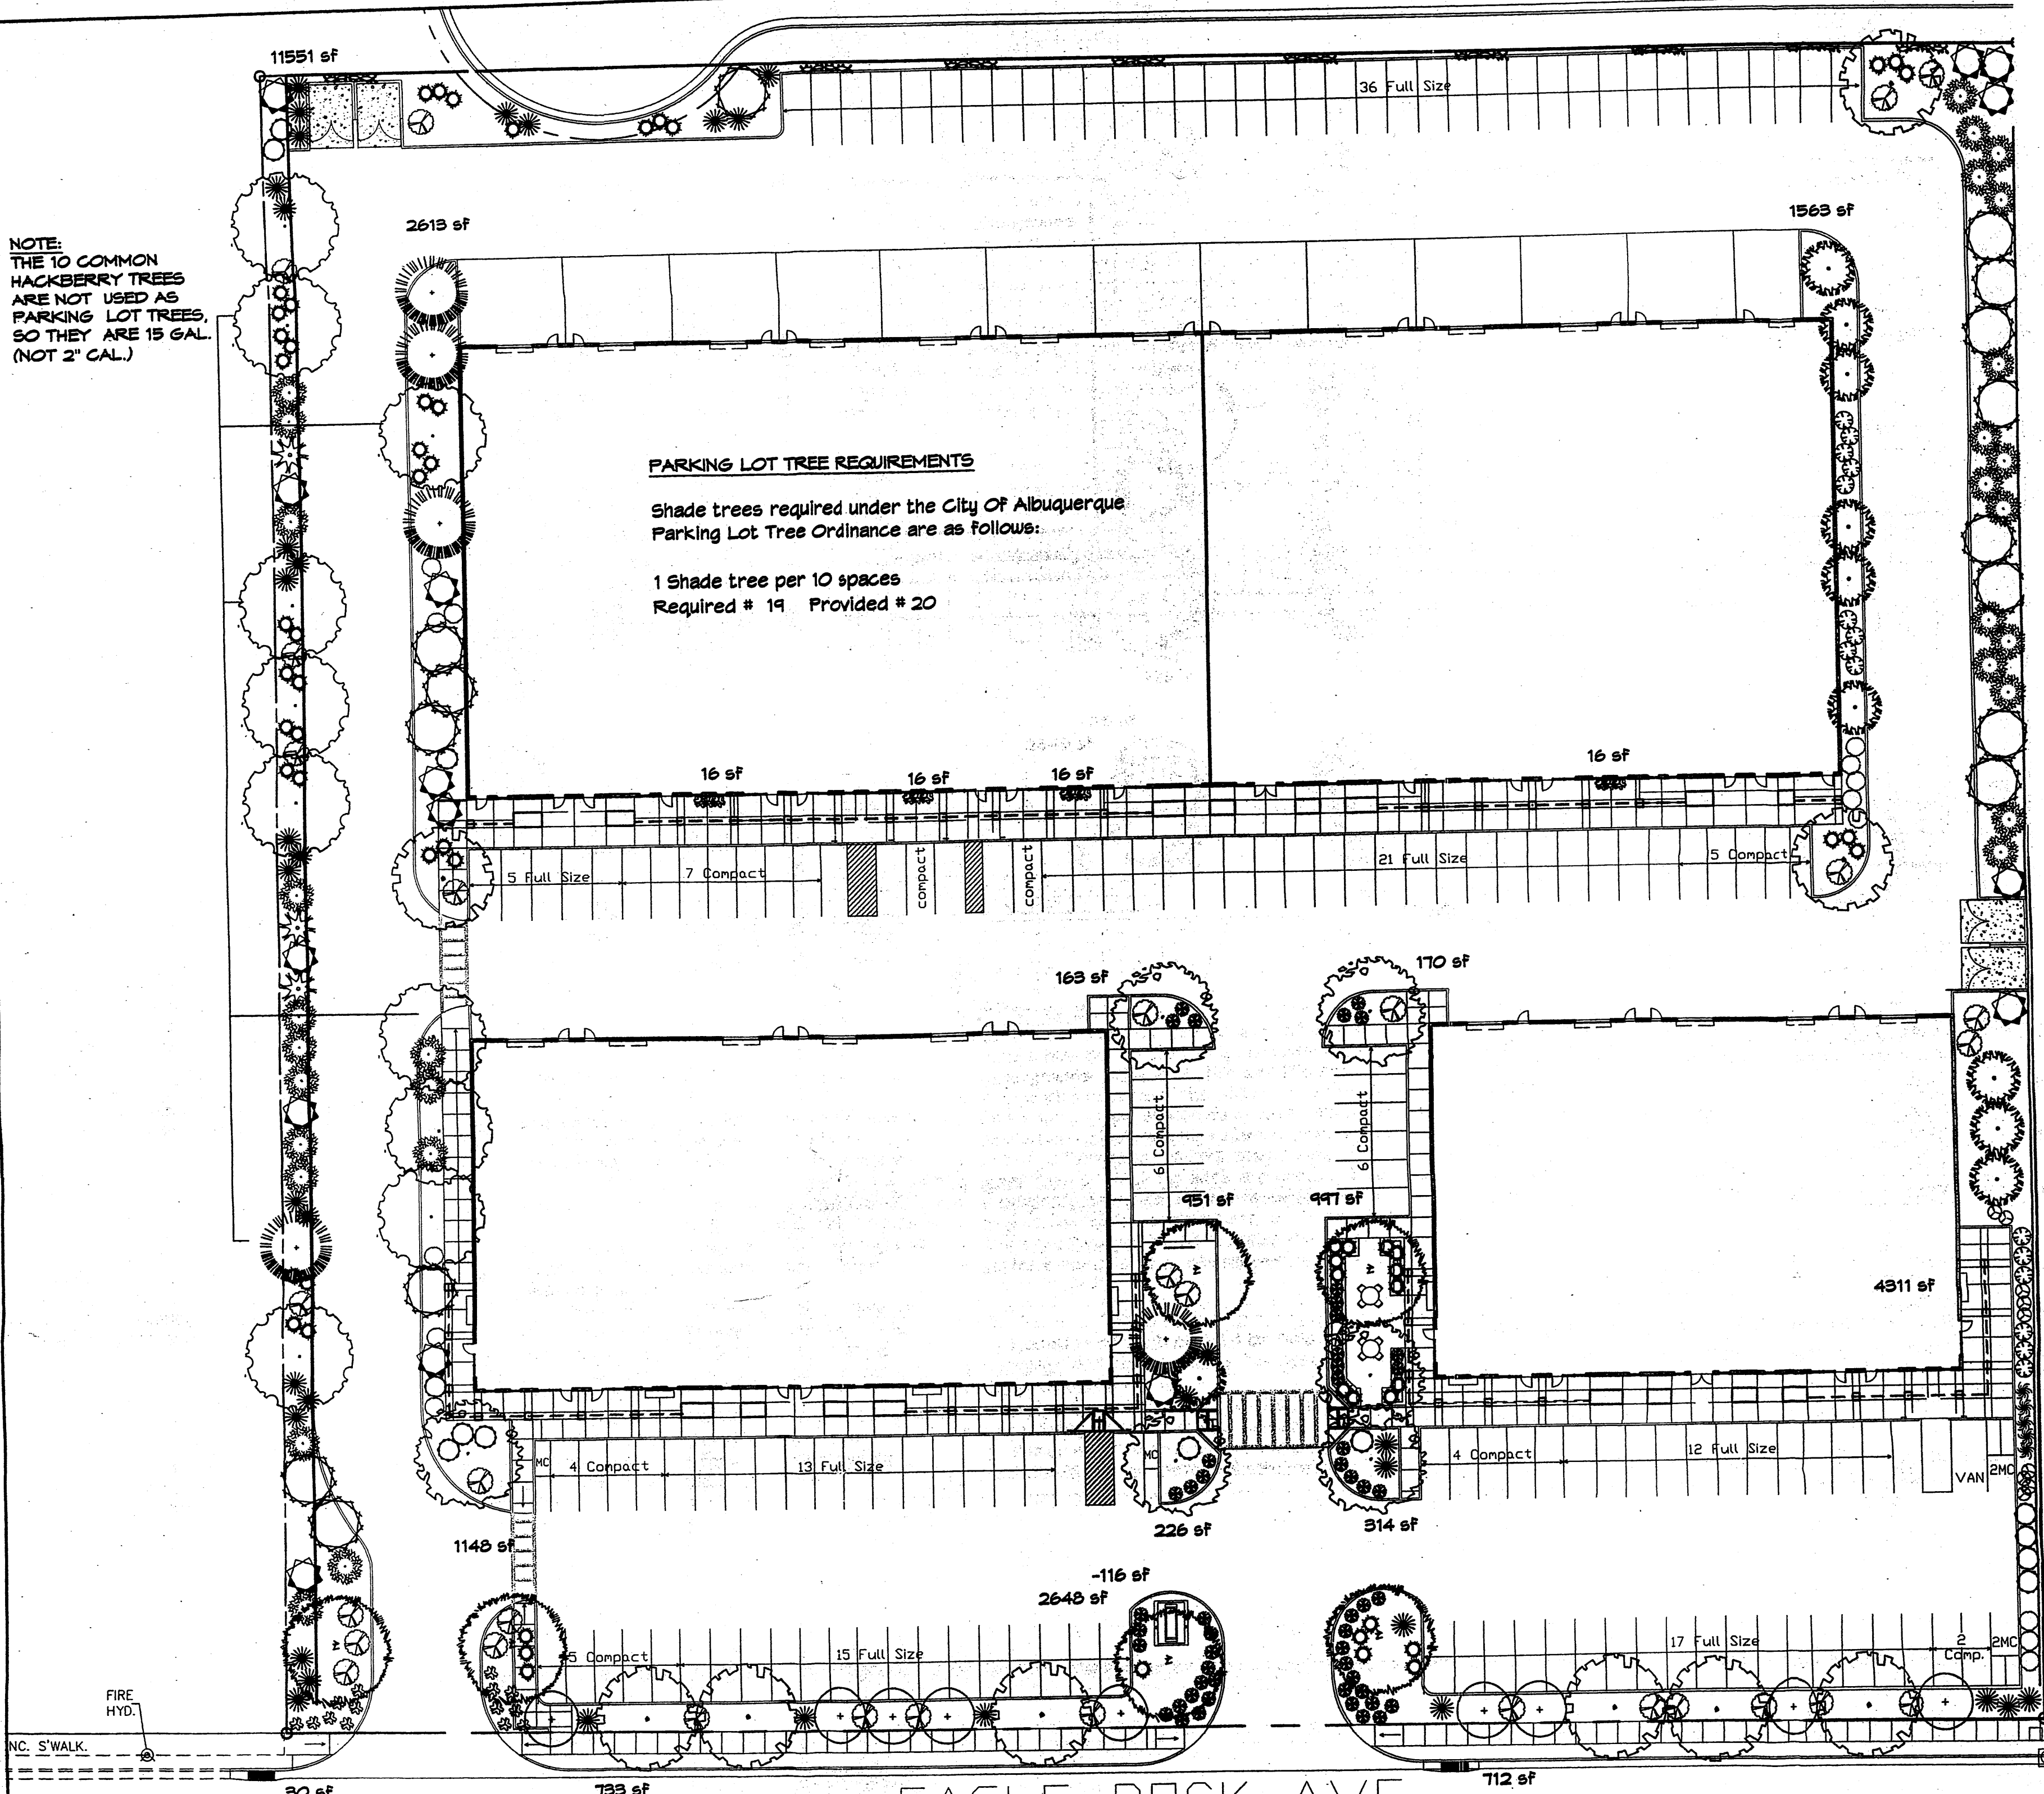 11551 sf
36 Full Size
2613 sf
1563 sf
NOTE:
THE 10 COMMON
HACKBERRY TREES
ARE NOT USED AS
PARKING LOT TREES,
SO THEY ARE 15 GAL.
(NOT 2" CAL.)
PARKING LOT TREE REQUIREMENTS
Shade trees required under the City Of Albuquerque
Parking Lot Tree Ordinance are as follows:
1 Shade tree per 10 spaces
Required # 19 Provided # 20
16 sf
16 sf
16 sf
16 sf
5 Full Size
7 Compact
compact
compact
21 Full Size
5 Compact
163 sf
170 sf
6 Compact
6 Compact
951 sf
997 sf
4311 sf
MC
4 Compact
13 Full Size
MC
4 Compact
12 Full Size
VAN
2MC
1148 sf
226 sf
314 sf
-116 sf
2648 sf
5 Compact
15 Full Size
17 Full Size
2
Comp.
2MC
FIRE
HYD.
NC. S'WALK.
30 sf
733 sf
EAGLE ROCK AVE
712 sf